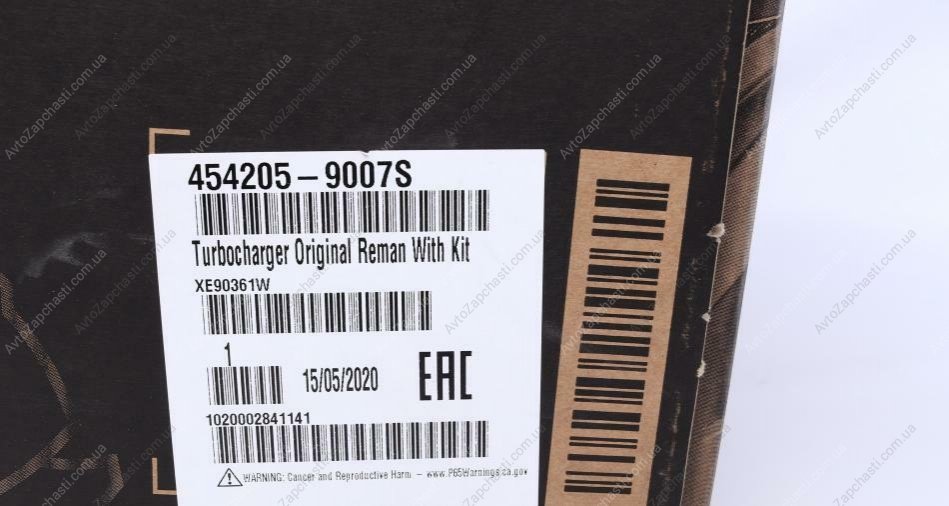 454205-9007S
Turbocharger Original Reman With Kit
XE90361W
1
15/05/2020
EAC
1020002841141
WARNING: Cancer and Reproductive Harm - www.P65Warnings.ca.gov
AvtoZapchasti.com.ua